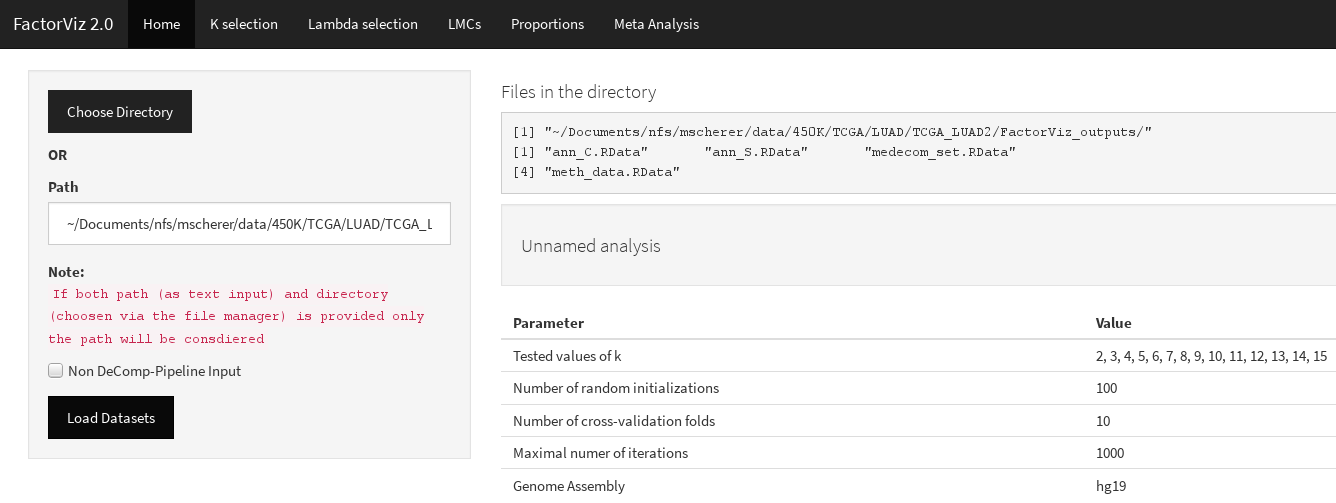 FactorViz 2.0 Home K selection Lambda selection LMCs Proportions Meta Analysis
Choose Directory
OR
Path
~/Documents/nfs/mscherer/data/450K/TCGA/LUAD/TCGA_L
Note:
If both path (as text input) and directory
(choosen via the file manager) is provided only
the path will be consdiered
Non DeComp-Pipeline Input
Load Datasets
Files in the directory
[1] "~/Documents/nfs/mscherer/data/450K/TCGA/LUAD/TCGA_LUAD2/FactorViz_outputs/"
[1] "ann_C.RData" "ann_S.RData" "medecom_set.RData"
[4] "meth_data.RData"
Unnamed analysis
Parameter Value
Tested values of k 2, 3, 4, 5, 6, 7, 8, 9, 10, 11, 12, 13, 14, 15
Number of random initializations 100
Number of cross-validation folds 10
Maximal numer of iterations 1000
Genome Assembly hg19